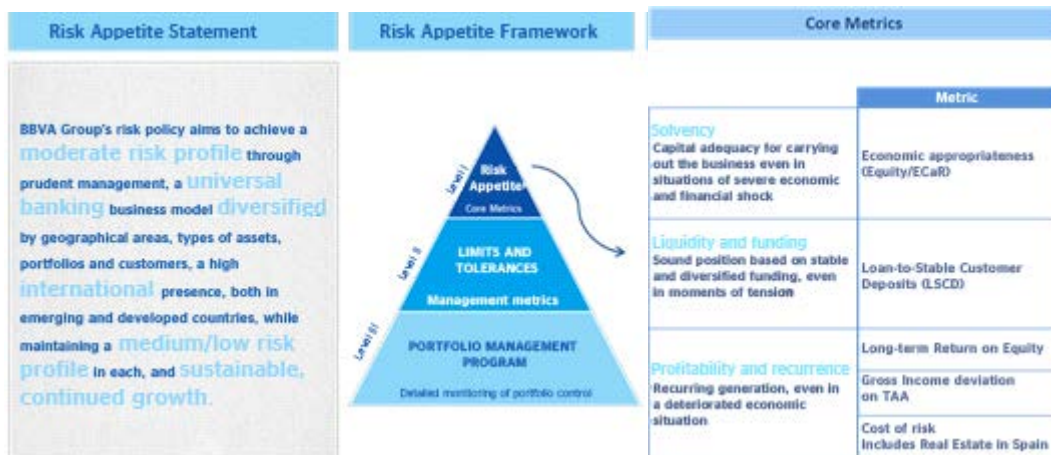 Risk Appetite Statement
BBVA Group's risk policy aims to achieve a
moderate risk profile through
prudent management, a universal
banking business model diversified
by geographical areas, types of assets,
portfolios and customers, a high
international presence, both in
emerging and developed countries, while
maintaining a medium/low risk
profile in each, and sustainable,
continued growth.
Risk Appetite Framework
Level I
Risk
Appetite
Core Metrics
Level II
LIMITS AND
TOLERANCES
Management metrics
Level III
PORTFOLIO MANAGEMENT
PROGRAM
Detailed monitoring of portfolio control
Core Metrics
Metric
Solvency
Capital adequacy for carrying
out the business even in
situations of severe economic
and financial shock
Economic appropriateness
(Equity/ECaR)
Liquidity and funding
Sound position based on stable
and diversified funding, even
in moments of tension
Loan-to-Stable Customer
Deposits (LSCD)
Profitability and recurrence
Recurring generation, even in
a deteriorated economic
situation
Long-term Return on Equity
Gross Income deviation
on TAA
Cost of risk
Includes Real Estate in Spain